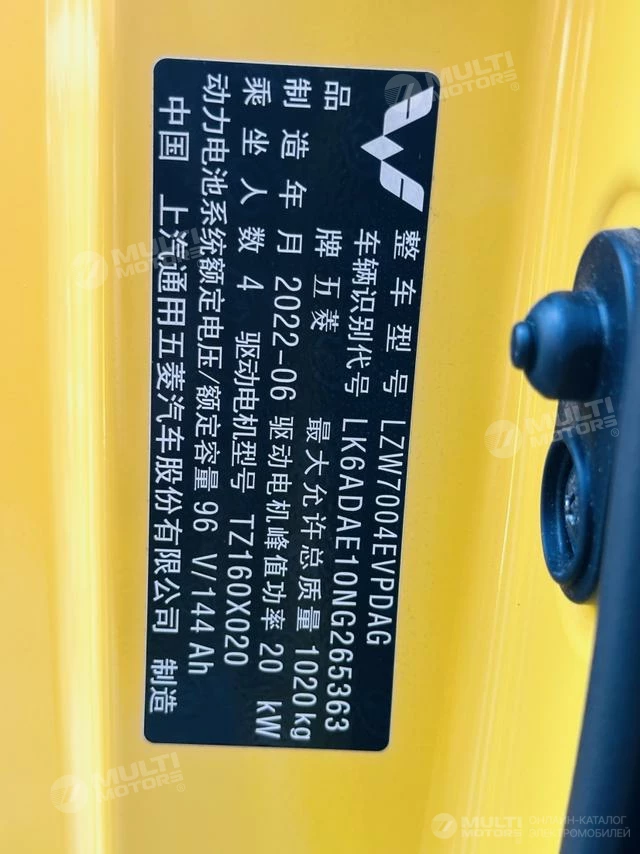 整车型号 LZW7004EVPDAG
车辆识别代号 LK6ADAE10NG265363
品牌 五菱 最大允许总质量 1020kg
制造年月 2022-06 驱动电机峰值功率 20 kW
乘坐人数 4 驱动电机型号 TZ160X020
动力电池系统额定电压/额定容量 96 V/144 Ah
中国 上汽通用五菱汽车股份有限公司 制造
MULTI
MOTORS®
MULTI
MOTORS®
MULTI
MOTORS®
MULTI
MOTORS®
MULTI
MOTORS
ОНЛАЙН-КАТАЛОГ
ЭЛЕКТРОМОБИЛЕЙ